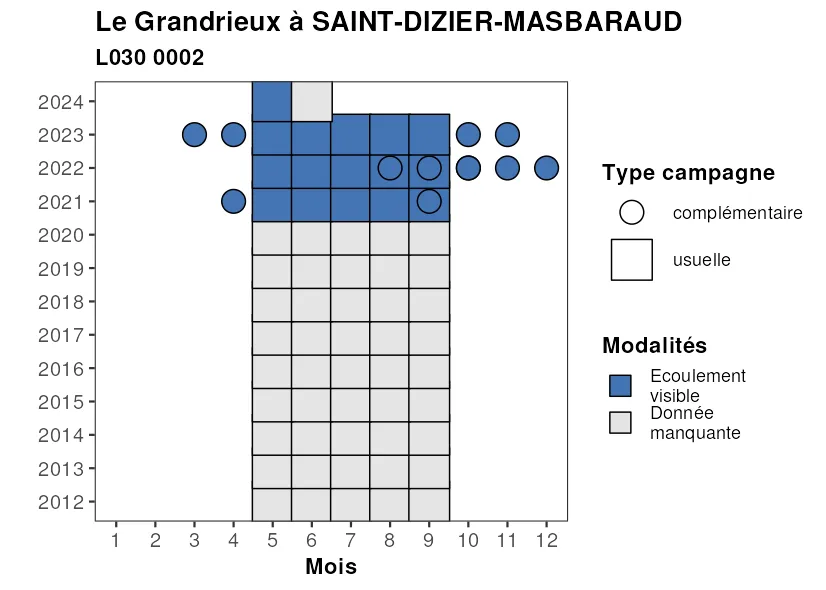 Le Grandrieux à SAINT-DIZIER-MASBARAUD
L030 0002
2024
2023
2022
2021
2020
2019
2018
2017
2016
2015
2014
2013
2012
1 2 3 4 5 6 7 8 9 10 11 12
Mois
Type campagne
complémentaire
usuelle
Modalités
Ecoulement
visible
Donnée
manquante